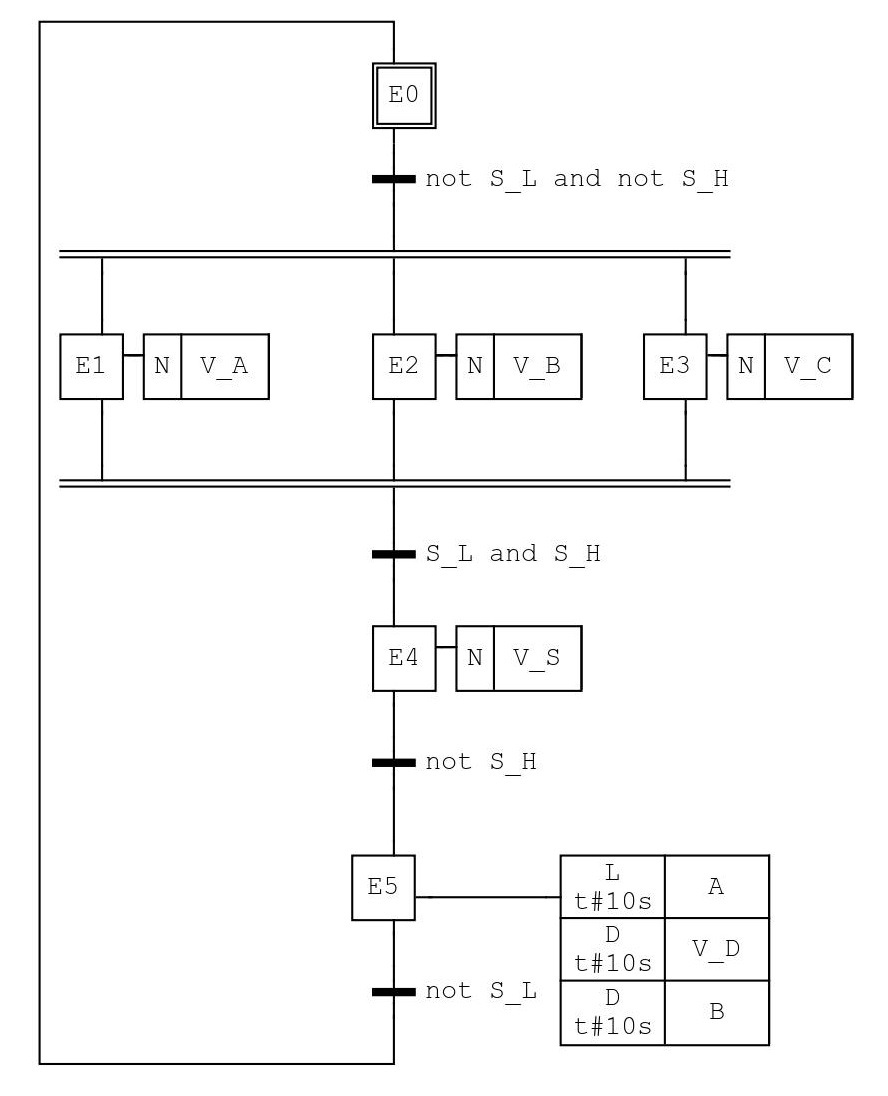 E0
not S_L and not S_H
E1 N V_A E2 N V_B E3 N V_C
S_L and S_H
E4 N V_S
not S_H
E5
L
t#10s
A
D
t#10s
V_D
not S_L
D
t#10s
B